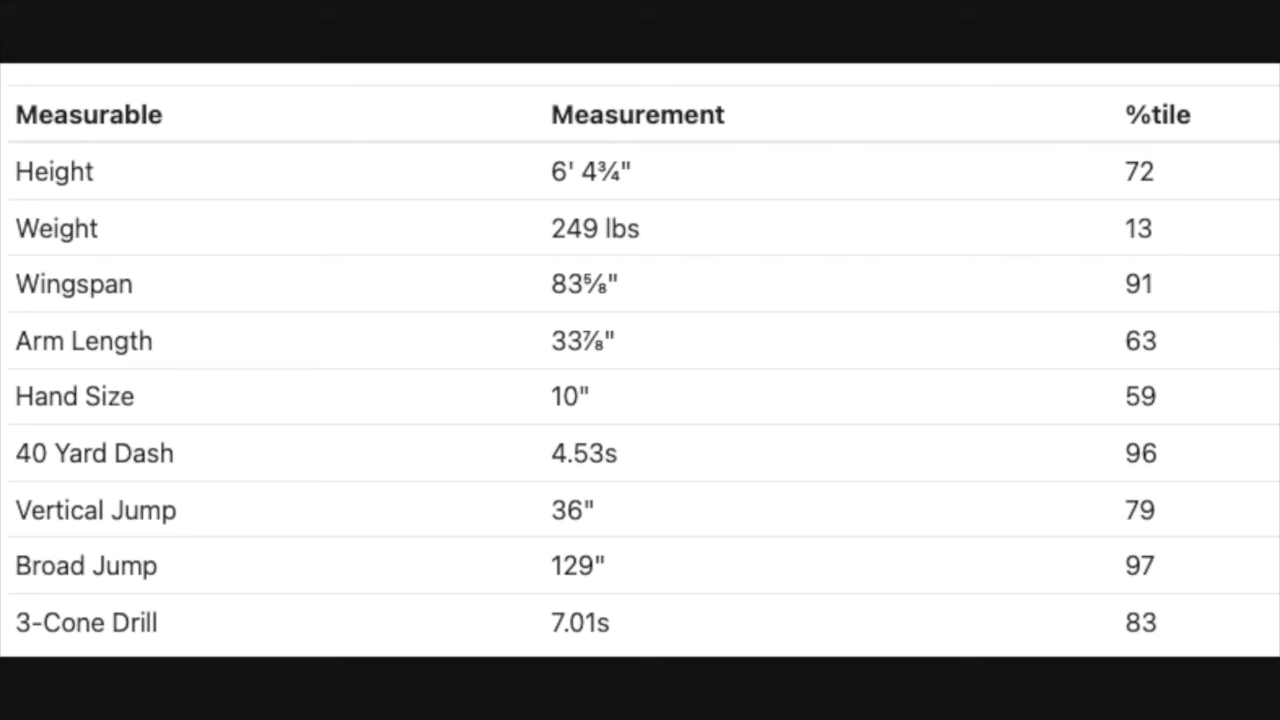 Measurable Measurement %tile
Height 6' 4¾" 72
Weight 249 lbs 13
Wingspan 83⅝" 91
Arm Length 33⅞" 63
Hand Size 10" 59
40 Yard Dash 4.53s 96
Vertical Jump 36" 79
Broad Jump 129" 97
3-Cone Drill 7.01s 83